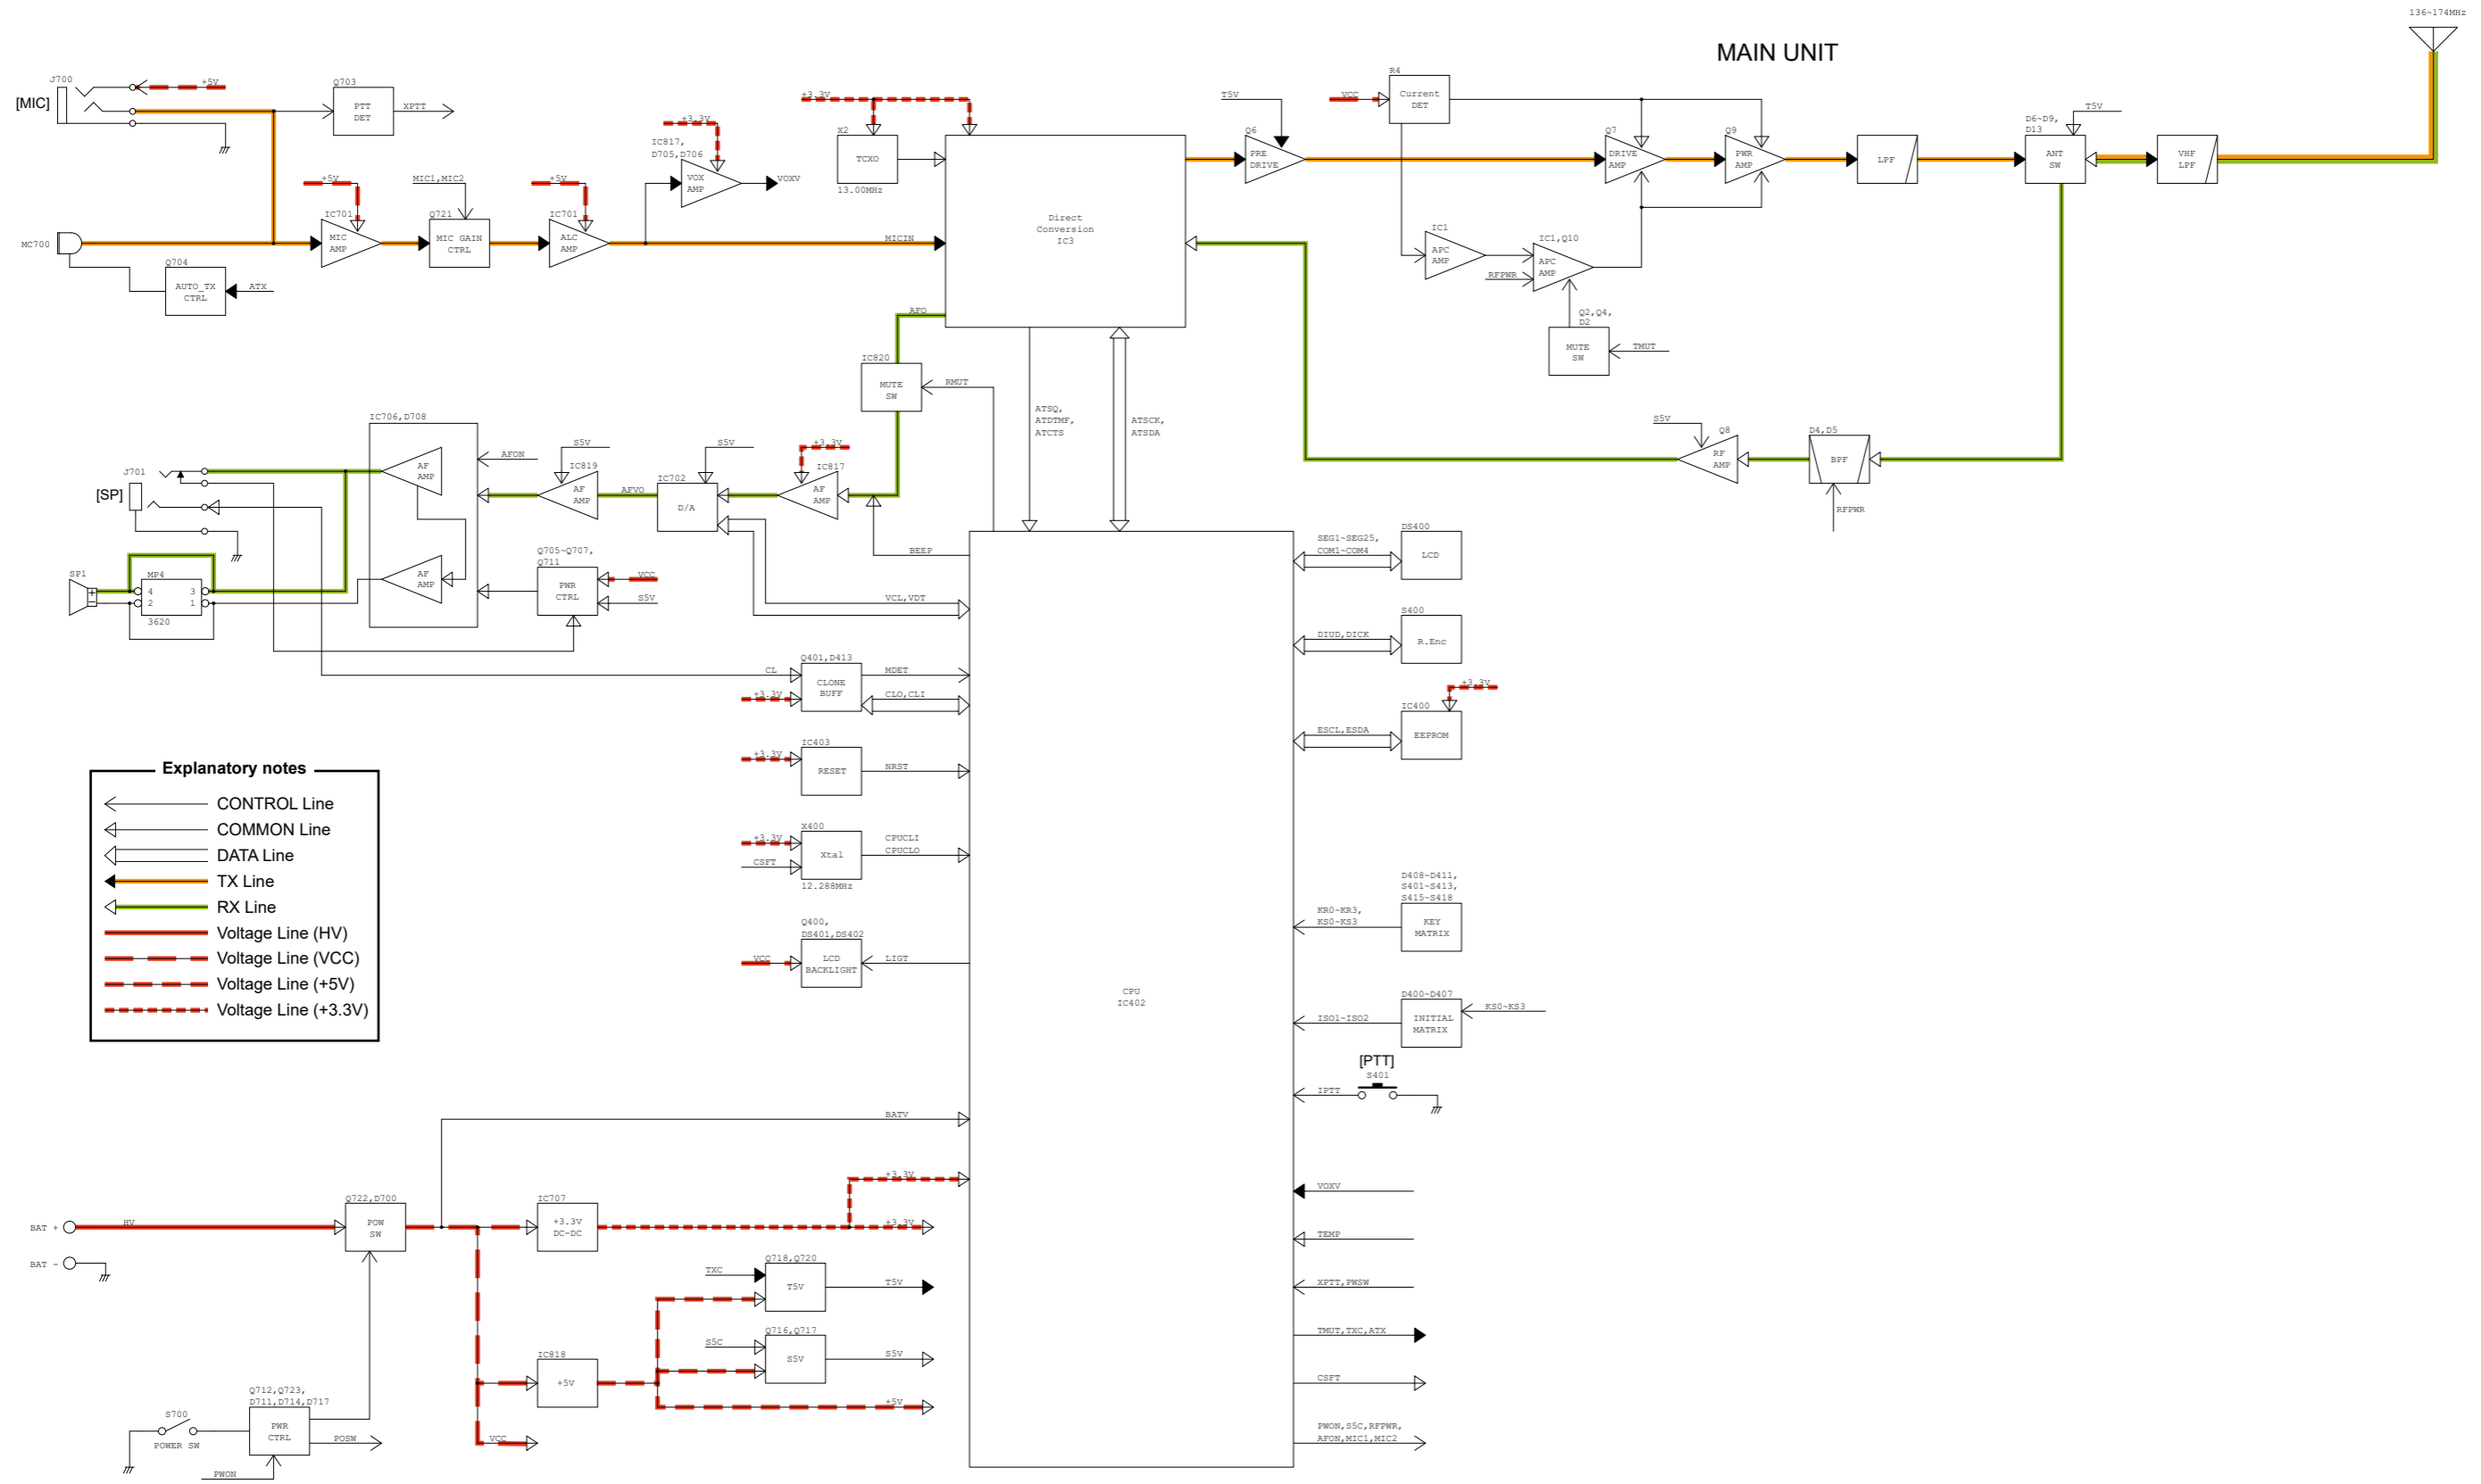 136~174MHz
MAIN UNIT
J700
[MIC]
+5V
Q703
PTT
DET
XPTT
MC700
Q704
AUTO_TX
CTRL
ATX
+5V
IC701
MIC
AMP
MIC1,MIC2
Q721
MIC GAIN
CTRL
+5V
IC701
ALC
AMP
+3.3V
IC817,
D705,D706
VOX
AMP
VOXV
MICIN
+3.3V
X2
TCXO
13.00MHz
Direct
Conversion
IC3
T5V
Q6
PRE
DRIVE
VCC
R4
Current
DET
Q7
DRIVE
AMP
Q9
PWR
AMP
LPF
T5V
D6~D9,
D13
ANT
SW
VHF
LPF
IC1
APC
AMP
IC1,Q10
APC
AMP
RFPWR
Q2,Q4,
D2
MUTE
SW
TMUT
AFO
IC820
MUTE
SW
RMUT
ATSQ,
ATDTMF,
ATCTS
ATSCK,
ATSDA
S5V
Q8
RF
AMP
D4,D5
BPF
RFPWR
J701
[SP]
IC706,D708
AF
AMP
AF
AMP
AFON
S5V
IC819
AF
AMP
AFVO
S5V
IC702
D/A
+3.3V
IC817
AF
AMP
SP1
+
-
MP4
4
3
2
1
3620
Q705~Q707,
Q711
PWR
CTRL
VCC
S5V
BEEP
VCL,VDT
CL
Q401,D413
CLONE
BUFF
+3.3V
MDET
CLO,CLI
IC403
RESET
+3.3V
NRST
X400
Xtal
12.288MHz
+3.3V
CSFT
CPUCLI
CPUCLO
Q400,
DS401,DS402
LCD
BACKLIGHT
VCC
LIGT
CPU
IC402
DS400
LCD
SEG1~SEG25,
COM1~COM4
S400
R.Enc
DIUD,DICK
+3.3V
IC400
EEPROM
ESCL,ESDA
D408~D411,
S401~S413,
S415~S418
KEY
MATRIX
KR0~KR3,
KS0~KS3
D400~D407
INITIAL
MATRIX
ISO1~ISO2
KS0~KS3
[PTT]
S401
IPTT
VOXV
TEMP
XPTT,PWSW
TMUT,TXC,ATX
CSFT
PWON,S5C,RFPWR,
AFON,MIC1,MIC2
Explanatory notes
CONTROL Line
COMMON Line
DATA Line
TX Line
RX Line
Voltage Line (HV)
Voltage Line (VCC)
Voltage Line (+5V)
Voltage Line (+3.3V)
BATV
+3.3V
BAT +
HV
BAT -
Q722,D700
POW
SW
IC707
+3.3V
DC-DC
+3.3V
Q718,Q720
T5V
TXC
T5V
Q716,Q717
S5V
S5C
S5V
IC818
+5V
+5V
VCC
S700
POWER SW
Q712,Q723,
D711,D714,D717
PWR
CTRL
POSW
PWON